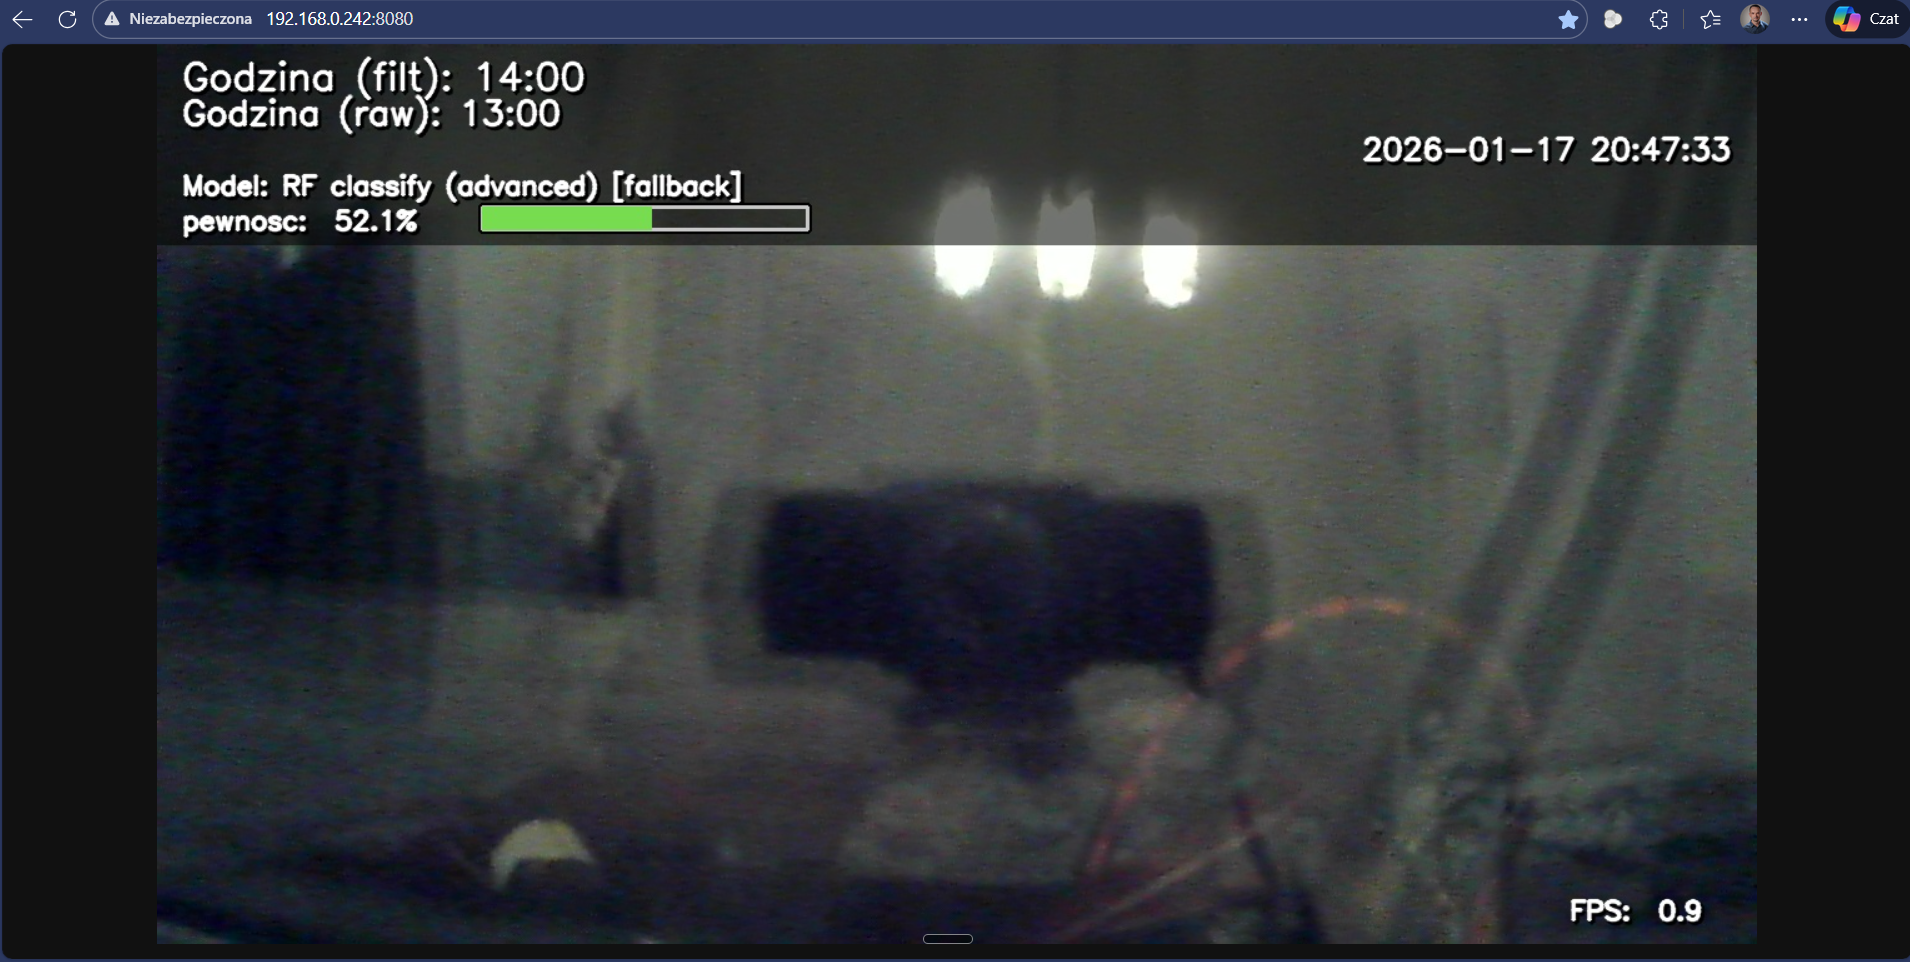 Niezabezpieczona 192.168.0.242:8080
Czat
Godzina (filt): 14:00
Godzina (raw): 13:00
2026-01-17 20:47:33
Model: RF classify (advanced) [fallback]
pewnosc: 52.1%
FPS: 0.9